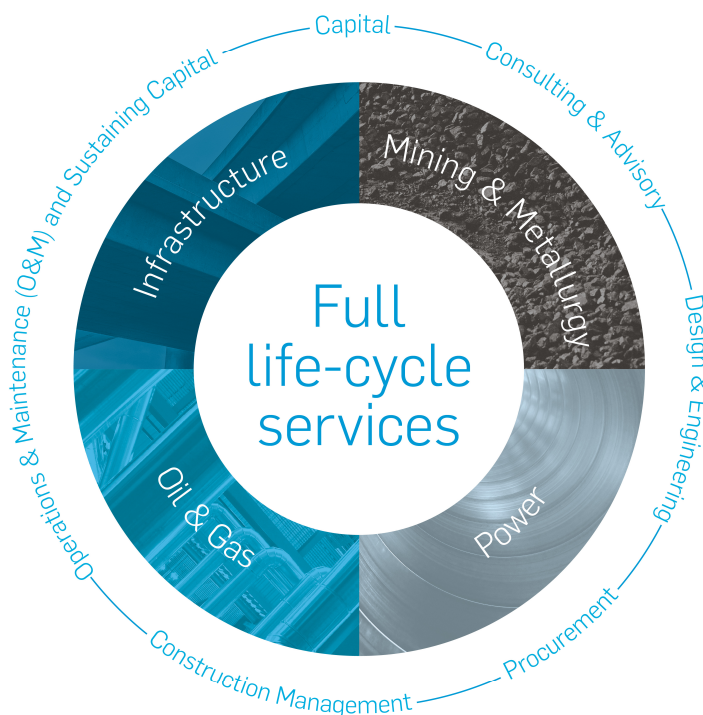 Capital
Consulting & Advisory
Design & Engineering
Procurement
Construction Management
Operations & Maintenance (O&M) and Sustaining Capital
Infrastructure
Mining & Metallurgy
Power
Oil & Gas
Full
life-cycle
services